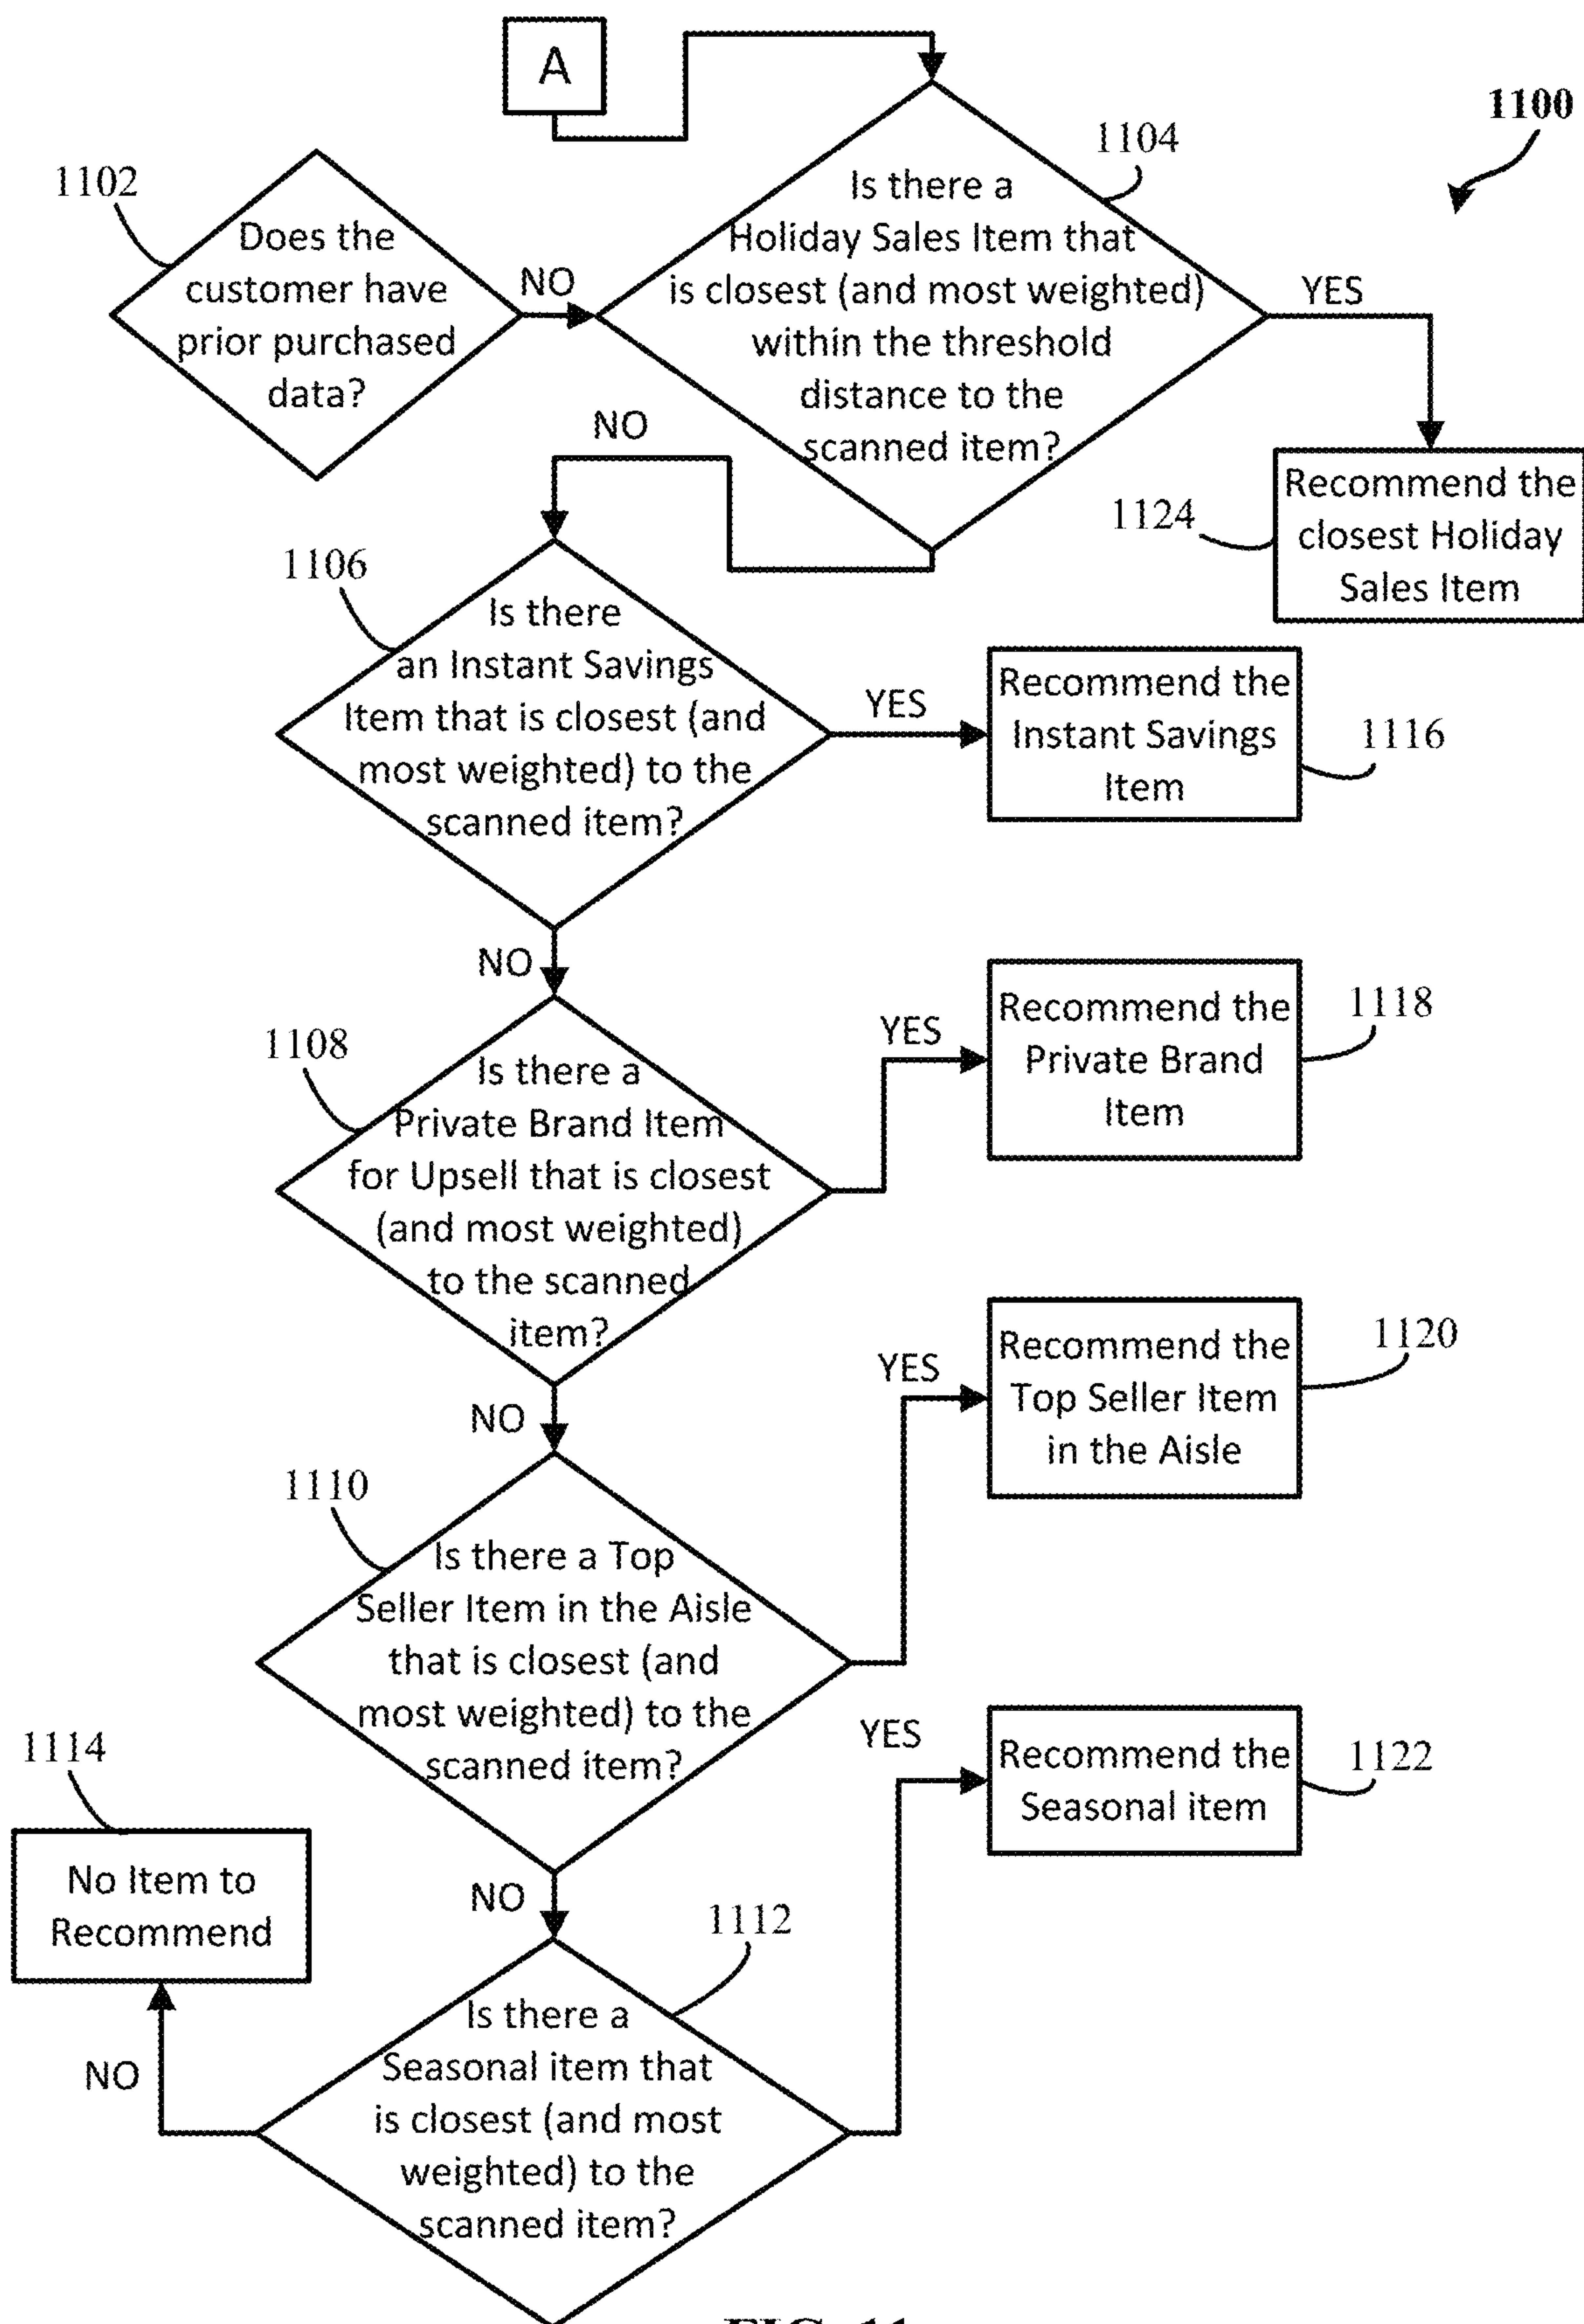 A
1100
1102
Does the
customer have
prior purchased
data?
NO
1104
Is there a
Holiday Sales Item that
is closest (and most weighted)
within the threshold
distance to the
scanned item?
YES
NO
1124
Recommend the
closest Holiday
Sales Item
1106
Is there
an Instant Savings
Item that is closest (and
most weighted) to the
scanned item?
YES
Recommend the
Instant Savings
Item
1116
NO
1108
Is there a
Private Brand Item
for Upsell that is closest
(and most weighted)
to the scanned
item?
YES
Recommend the
Private Brand
Item
1118
NO
1110
Is there a Top
Seller Item in the Aisle
that is closest (and
most weighted) to the
scanned item?
YES
Recommend the
Top Seller Item
in the Aisle
1120
NO
1112
Is there a
Seasonal item that
is closest (and most
weighted) to the
scanned item?
YES
Recommend the
Seasonal item
1122
NO
1114
No Item to
Recommend